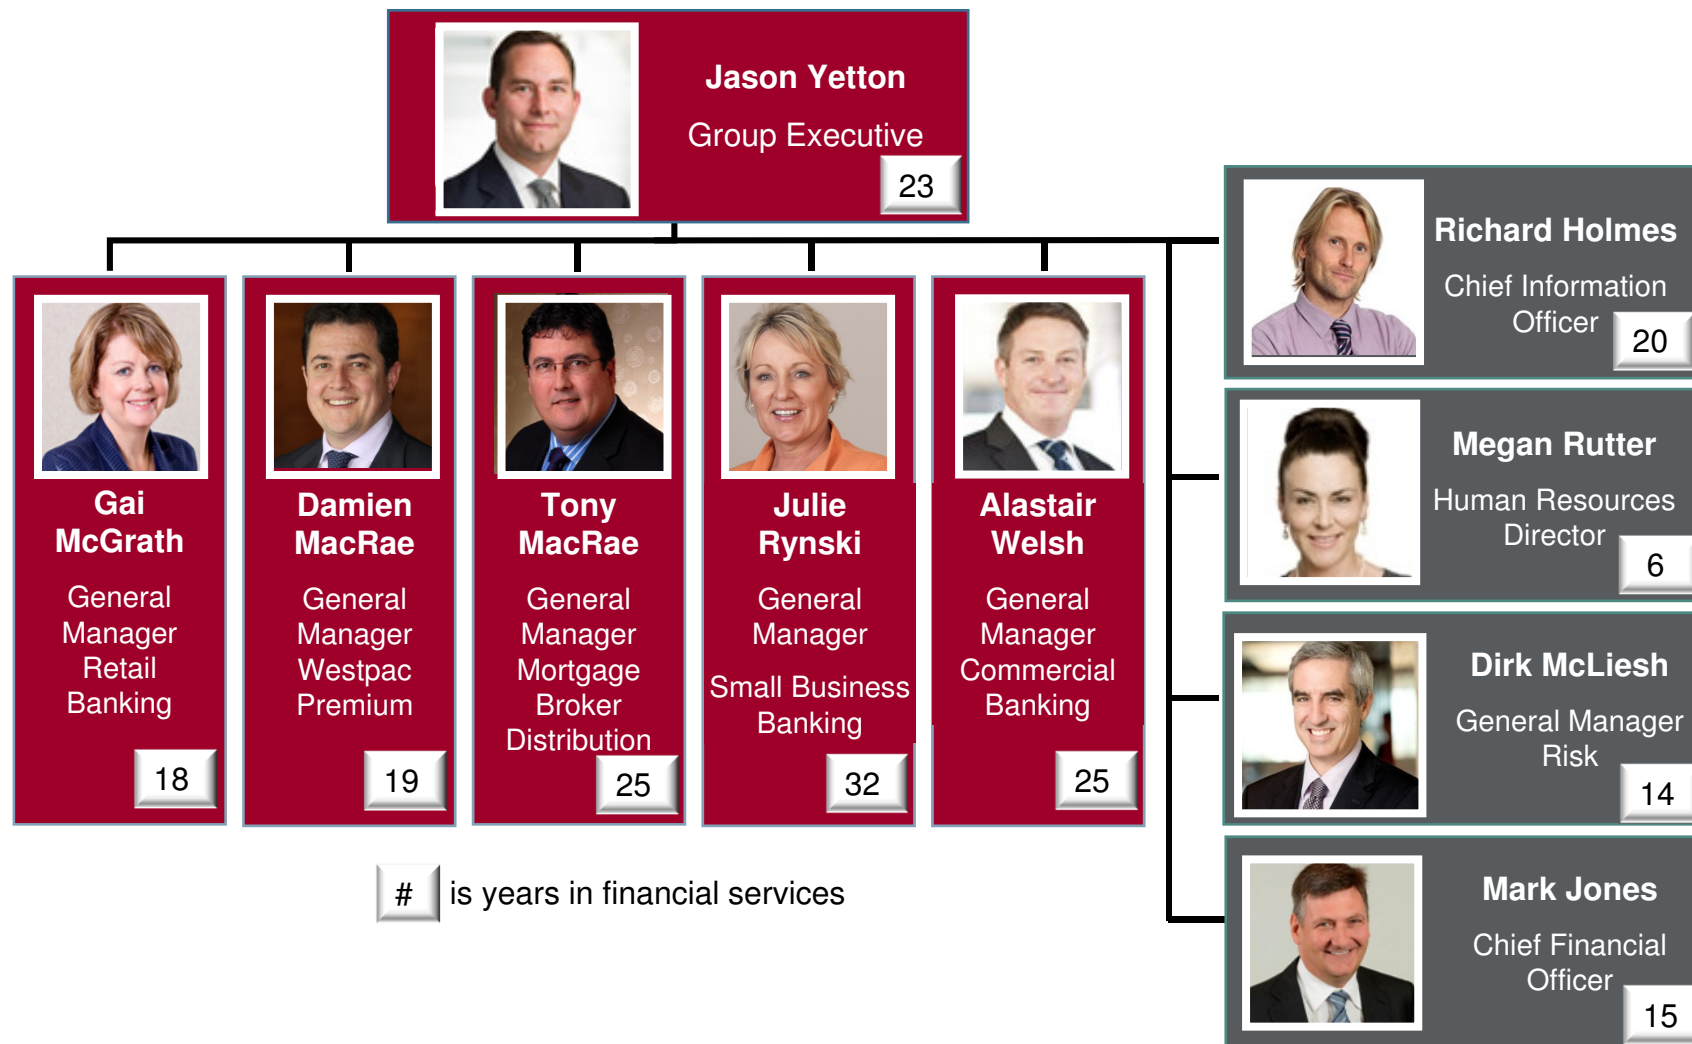 Jason Yetton
Group Executive
23
Gai
McGrath
General
Manager
Retail
Banking
18
Damien
MacRae
General
Manager
Westpac
Premium
19
Tony
MacRae
General
Manager
Mortgage
Broker
Distribution
25
Julie
Rynski
General
Manager
Small Business
Banking
32
Alastair
Welsh
General
Manager
Commercial
Banking
25
Richard Holmes
Chief Information
Officer
20
Megan Rutter
Human Resources
Director
6
Dirk McLiesh
General Manager
Risk
14
Mark Jones
Chief Financial
Officer
15
# is years in financial services